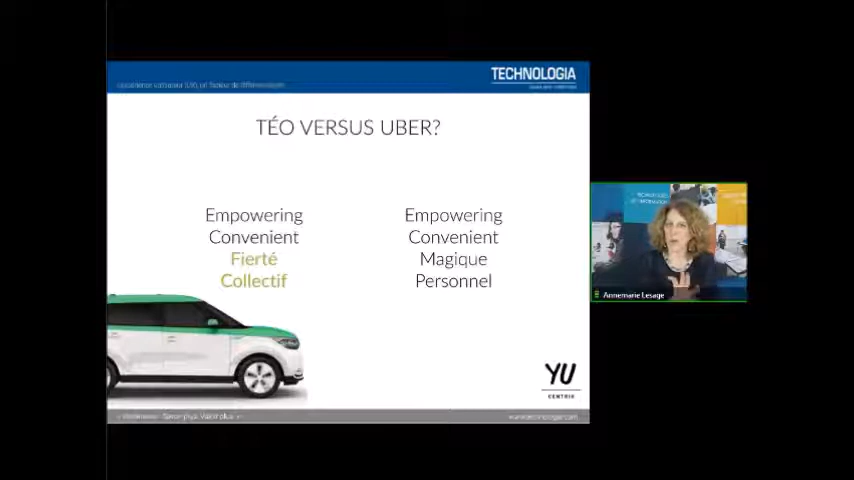 TECHNOLOGIA
TÉO VERSUS UBER?
Empowering
Convenient
Fierté
Collectif
Empowering
Convenient
Magique
Personnel
YU
CENTRIK
Annemarie Lesage